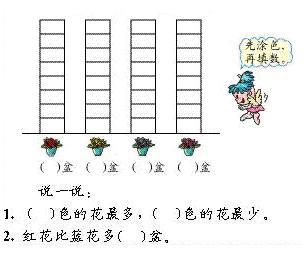 先涂色，
再填数。
( )盆 ( )盆 ( )盆 ( )盆
说一说：
1. ( )色的花最多，( )色的花最少。
2. 红花比蓝花多( )盆。